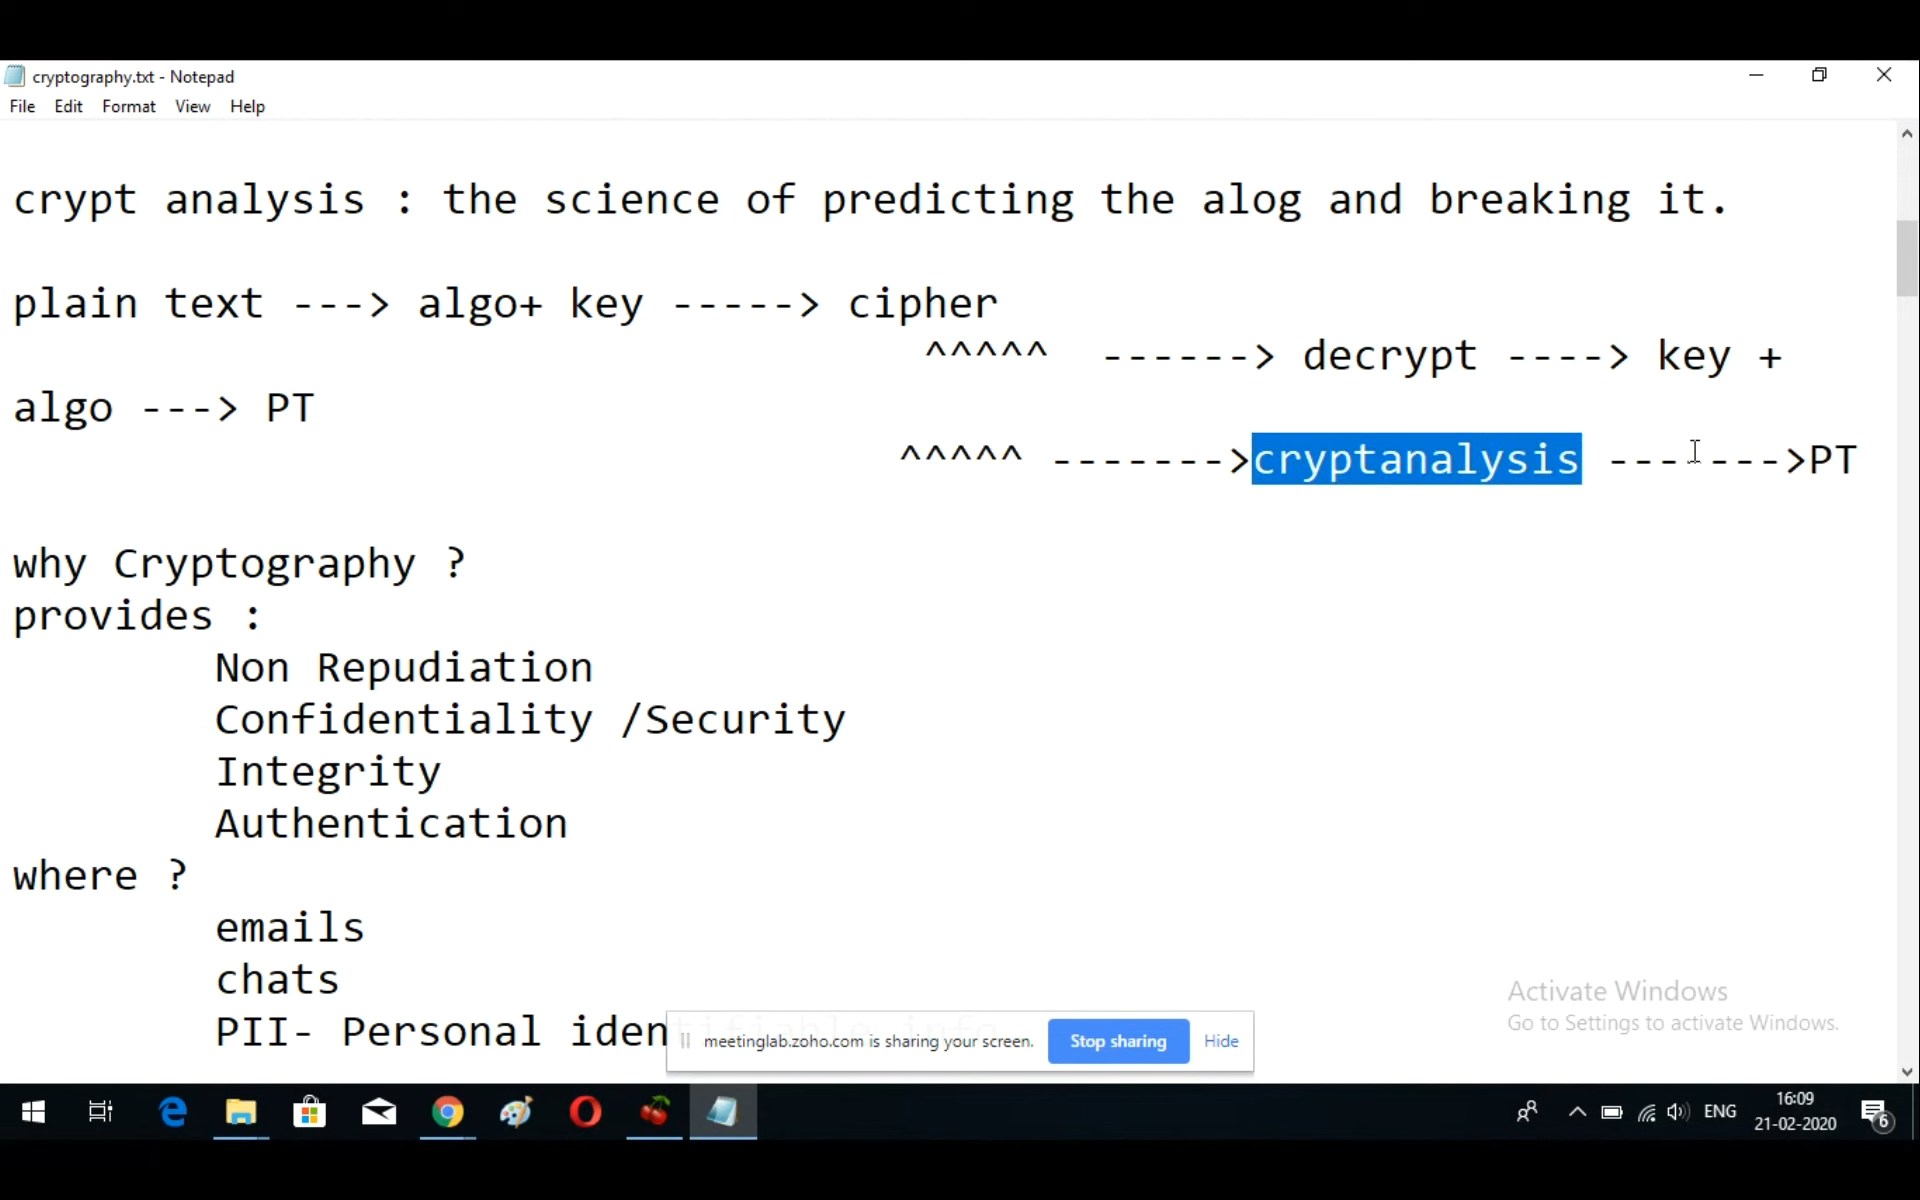 cryptography.txt - Notepad
File Edit Format View Help
crypt analysis : the science of predicting the alog and breaking it.
plain text ---> algo+ key -----> cipher
^^^^^ ------> decrypt ----> key +
algo ---> PT
^^^^^ ------->cryptanalysis ------->PT
why Cryptography ?
provides :
Non Repudiation
Confidentiality /Security
Integrity
Authentication
where ?
emails
chats
PII- Personal identifiable info
meetinglab.zoho.com is sharing your screen. Stop sharing Hide
Activate Windows
Go to Settings to activate Windows.
ENG
16:09
21-02-2020
6